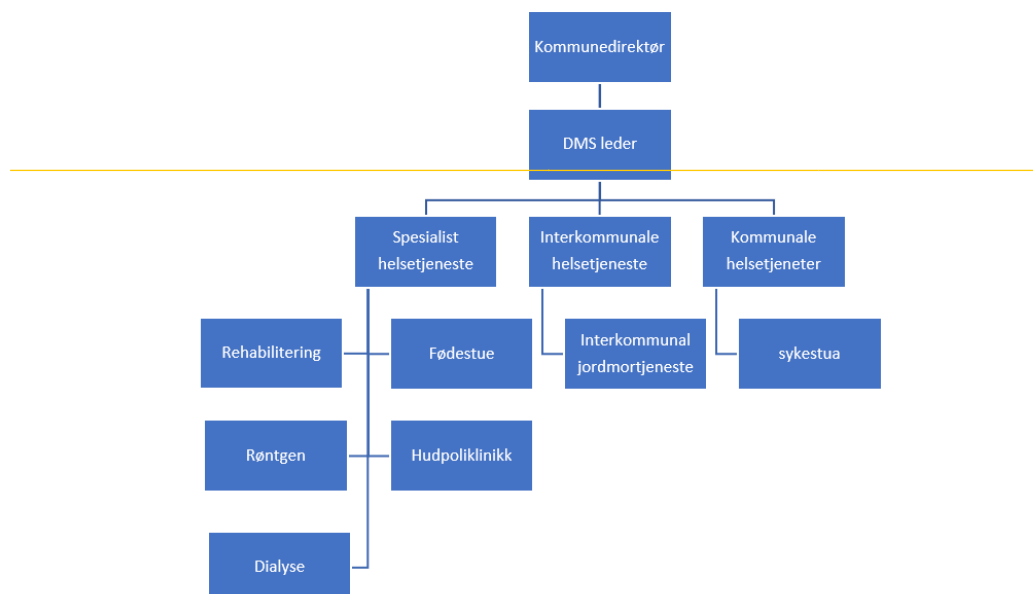 Kommunedirektør
DMS leder
Spesialist
helsetjeneste
Interkommunale
helsetjeneste
Kommunale
helsetjeneter
Rehabilitering
Fødestue
Interkommunal
jordmortjeneste
sykestua
Røntgen
Hudpoliklinikk
Dialyse